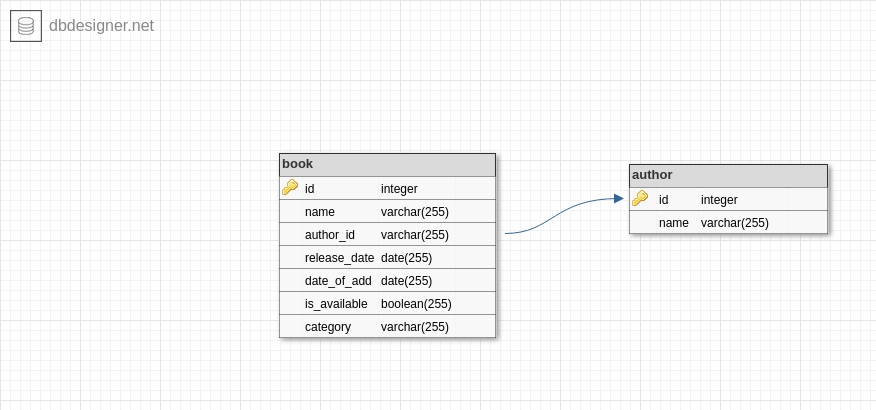 dbdesigner.net
book
id integer
name varchar(255)
author_id varchar(255)
release_date date(255)
date_of_add date(255)
is_available boolean(255)
category varchar(255)
author
id integer
name varchar(255)